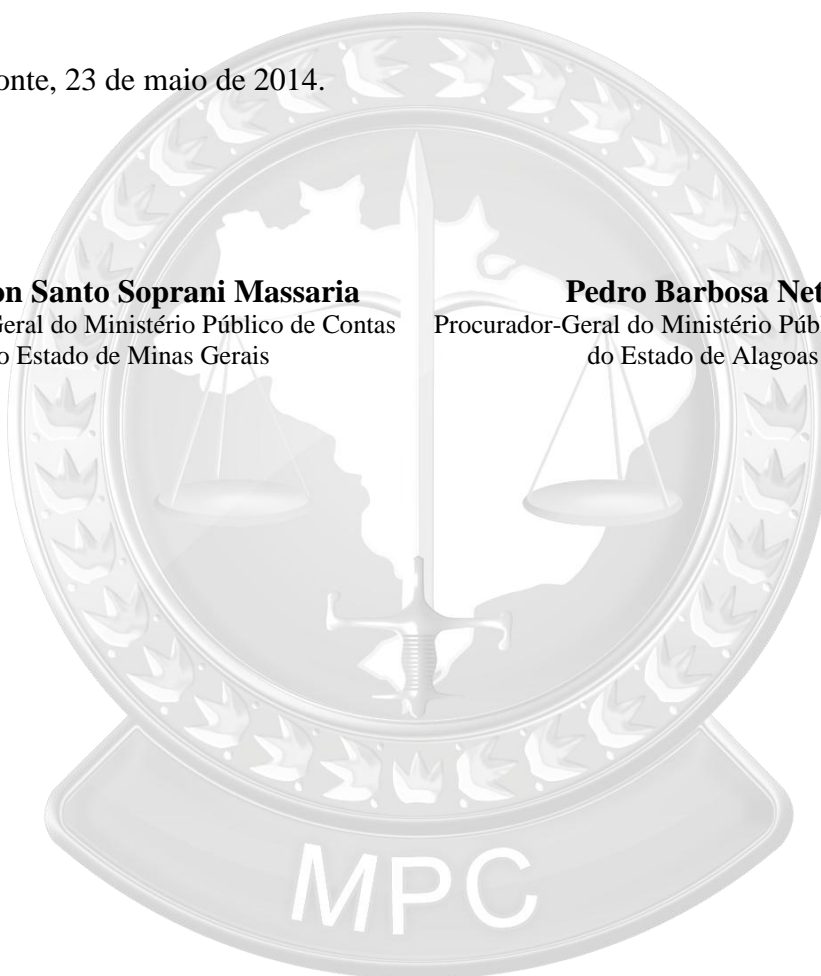 onte, 23 de maio de 2014.
on Santo Soprani Massaria
Geral do Ministério Público de Contas
o Estado de Minas Gerais
Pedro Barbosa Net
Procurador-Geral do Ministério Públ
do Estado de Alagoas
MPC